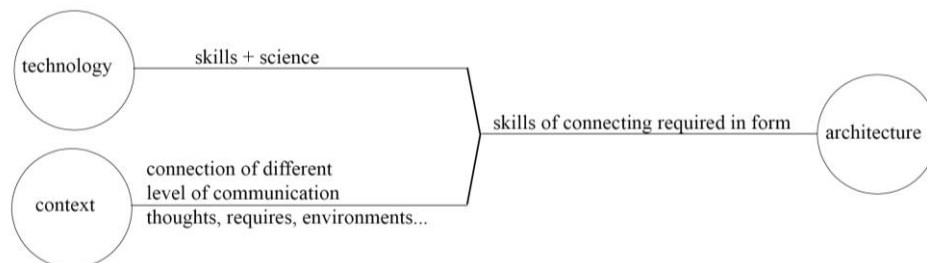 technology
skills + science
skills of connecting required in form
architecture
context
connection of different
level of communication
thoughts, requires, environments...